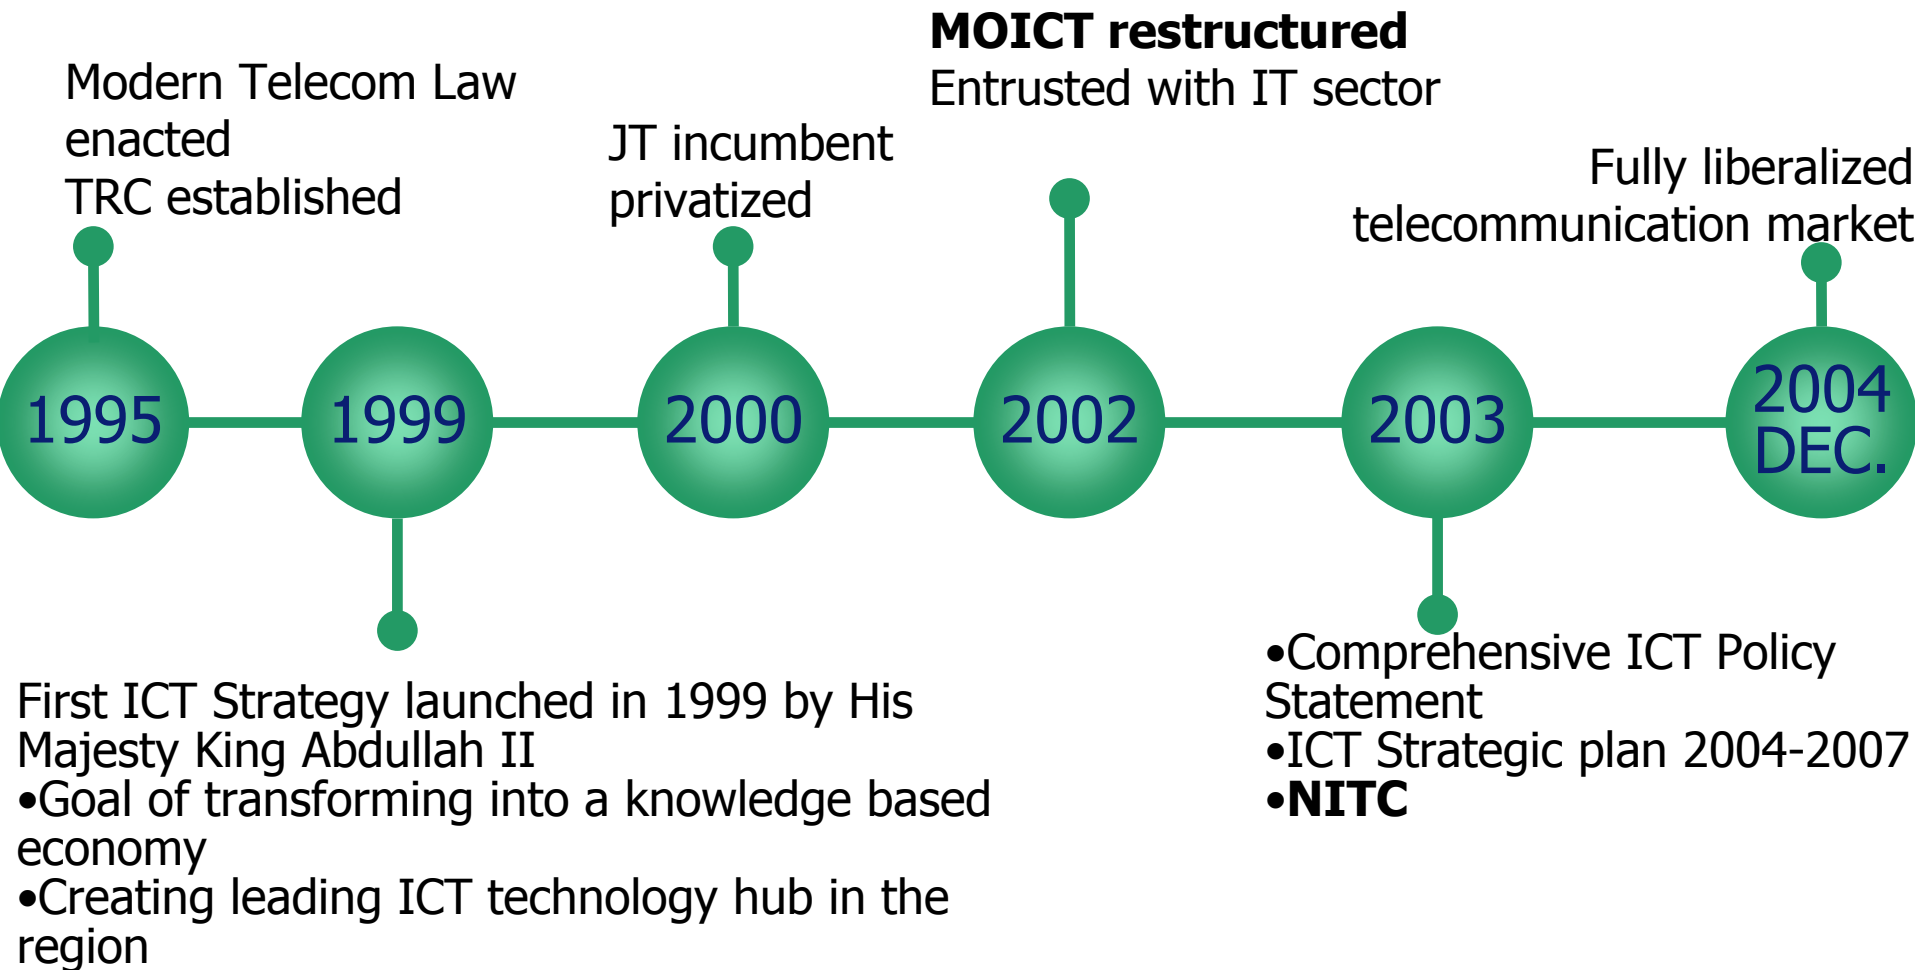 Modern Telecom Law
enacted
TRC established
JT incumbent
privatized
MOICT restructured
Entrusted with IT sector
Fully liberalized
telecommunication market
1995
1999
2000
2002
2003
2004
DEC.
First ICT Strategy launched in 1999 by His
Majesty King Abdullah II
•Goal of transforming into a knowledge based
economy
•Creating leading ICT technology hub in the
region
•Comprehensive ICT Policy
Statement
•ICT Strategic plan 2004-2007
•NITC